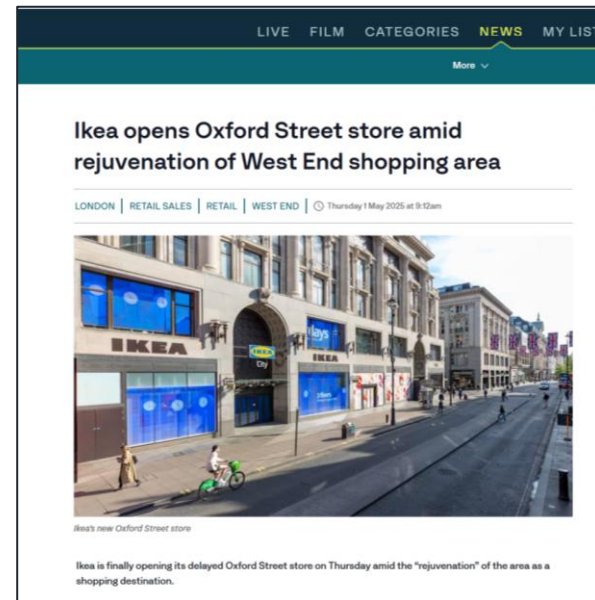 LIVE FILM CATEGORIES NEWS MY LIST
More
Ikea opens Oxford Street store amid
rejuvenation of West End shopping area
LONDON | RETAIL SALES | RETAIL | WEST END | Thursday 1 May 2025 at 9:12am
IKEA
IKEA
City
IKEA
Ikea's new Oxford Street store
Ikea is finally opening its delayed Oxford Street store on Thursday amid the “rejuvenation” of the area as a
shopping destination.